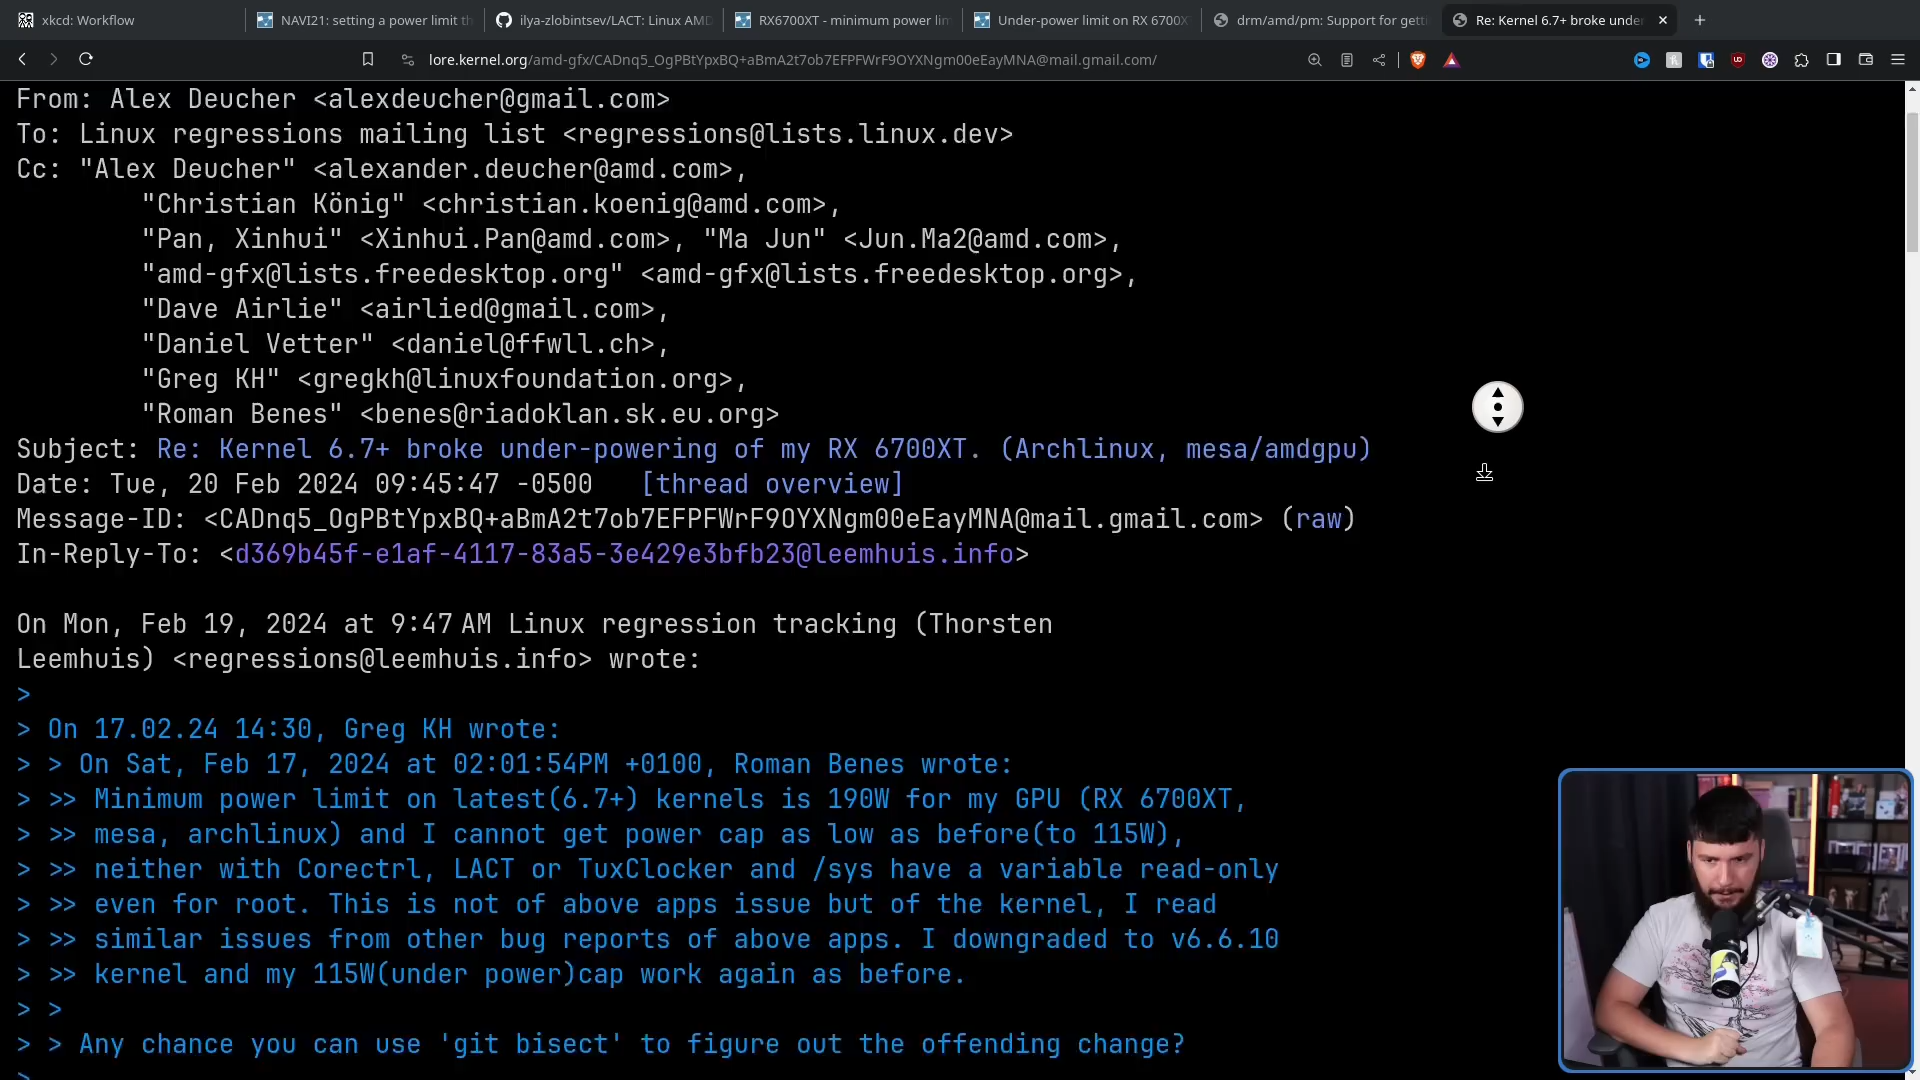 xkcd: Workflow
NAVI21: setting a power limit th
ilya-zlobintsev/LACT: Linux AMD
RX6700XT - minimum power lim
Under-power limit on RX 6700X
drm/amd/pm: Support for gett
Re: Kernel 6.7+ broke under
lore.kernel.org/amd-gfx/CADnq5_OgPBtYpxBQ+aBmA2t7ob7EFPFWrF9OYXNgm00eEayMNA@mail.gmail.com/
From: Alex Deucher <alexdeucher@gmail.com>
To: Linux regressions mailing list <regressions@lists.linux.dev>
Cc: "Alex Deucher" <alexander.deucher@amd.com>,
"Christian König" <christian.koenig@amd.com>,
"Pan, Xinhui" <Xinhui.Pan@amd.com>, "Ma Jun" <Jun.Ma2@amd.com>,
"amd-gfx@lists.freedesktop.org" <amd-gfx@lists.freedesktop.org>,
"Dave Airlie" <airlied@gmail.com>,
"Daniel Vetter" <daniel@ffwll.ch>,
"Greg KH" <gregkh@linuxfoundation.org>,
"Roman Benes" <benes@riadoklan.sk.eu.org>
Subject: Re: Kernel 6.7+ broke under-powering of my RX 6700XT. (Archlinux, mesa/amdgpu)
Date: Tue, 20 Feb 2024 09:45:47 -0500 [thread overview]
Message-ID: <CADnq5_OgPBtYpxBQ+aBmA2t7ob7EFPFWrF9OYXNgm00eEayMNA@mail.gmail.com> (raw)
In-Reply-To: <d369b45f-e1af-4117-83a5-3e429e3bfb23@leemhuis.info>
On Mon, Feb 19, 2024 at 9:47 AM Linux regression tracking (Thorsten
Leemhuis) <regressions@leemhuis.info> wrote:
>
> On 17.02.24 14:30, Greg KH wrote:
> > On Sat, Feb 17, 2024 at 02:01:54PM +0100, Roman Benes wrote:
> >> Minimum power limit on latest(6.7+) kernels is 190W for my GPU (RX 6700XT,
> >> mesa, archlinux) and I cannot get power cap as low as before(to 115W),
> >> neither with Corectrl, LACT or TuxClocker and /sys have a variable read-only
> >> even for root. This is not of above apps issue but of the kernel, I read
> >> similar issues from other bug reports of above apps. I downgraded to v6.6.10
> >> kernel and my 115W(under power)cap work again as before.
> >
> > Any chance you can use 'git bisect' to figure out the offending change?
>